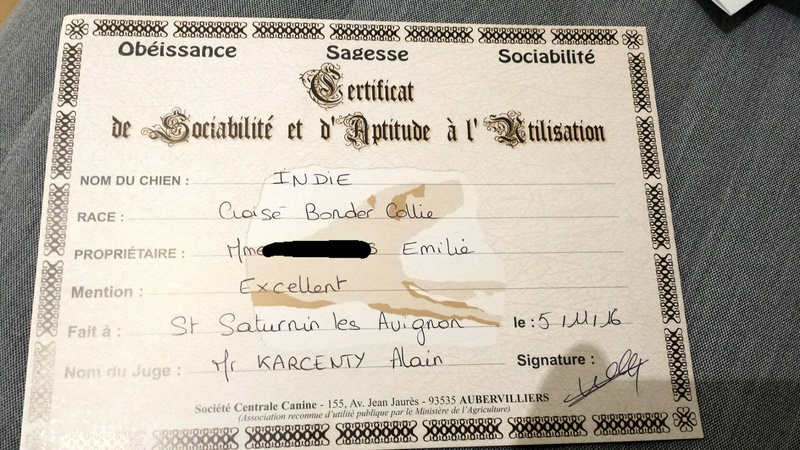 Obéissance Sagesse Sociabilité
Certificat
de Sociabilité et d'Aptitude à l'Utilisation
NOM DU CHIEN : INDIE
RACE : Croisé Border Collie
PROPRIÉTAIRE : Mme Emilie
Mention : Excellent
Fait à : St Saturnin les Avignon le : 5/11/16
Nom du Juge : Mr KARCENTY Alain Signature :
Société Centrale Canine - 155, Av. Jean Jaurès - 93535 AUBERVILLIERS
(Association reconnue d'utilité publique par le Ministère de l'Agriculture)